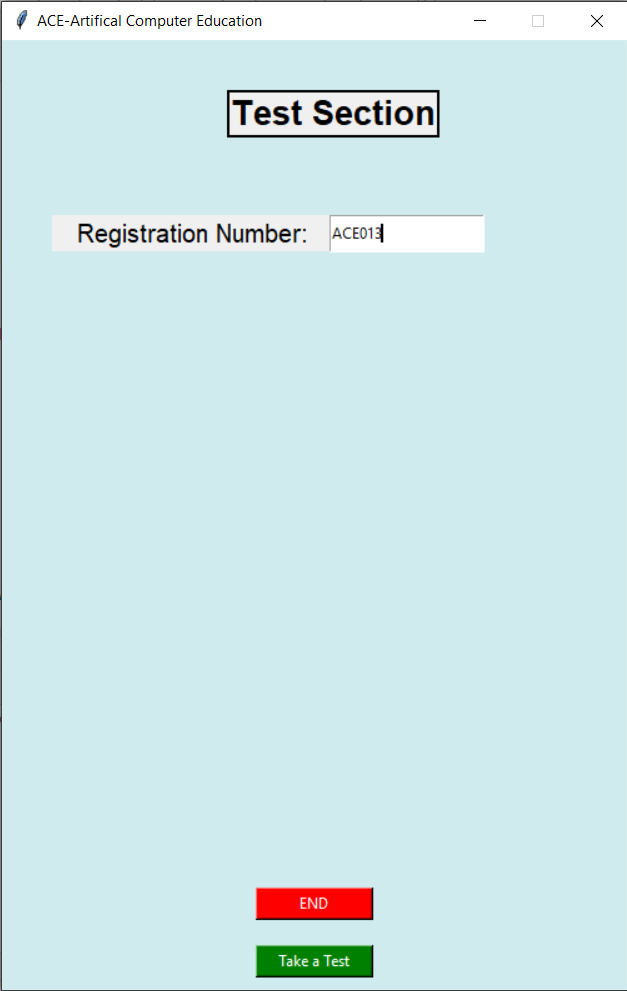 ACE-Artifical Computer Education
Test Section
Registration Number: ACE013
END
Take a Test